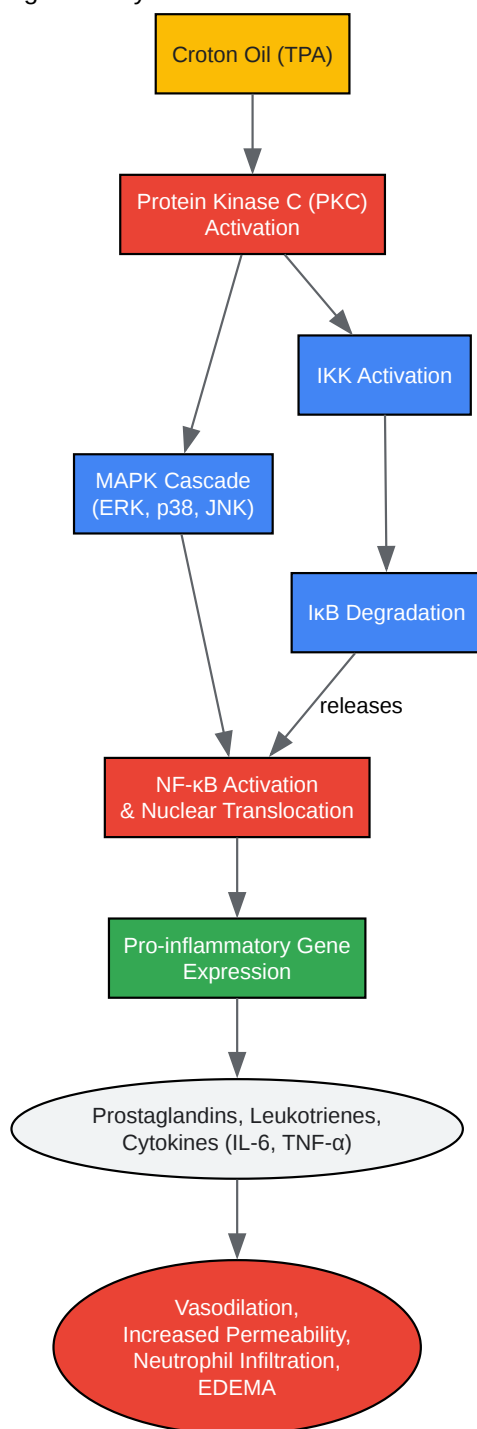 Croton Oil (TPA)
Protein Kinase C (PKC)
Activation
IKK Activation
MAPK Cascade
(ERK, p38, JNK)
IκB Degradation
releases
NF-κB Activation
& Nuclear Translocation
Pro-inflammatory Gene
Expression
Prostaglandins, Leukotrienes,
Cytokines (IL-6, TNF-α)
Vasodilation,
Increased Permeability,
Neutrophil Infiltration,
EDEMA